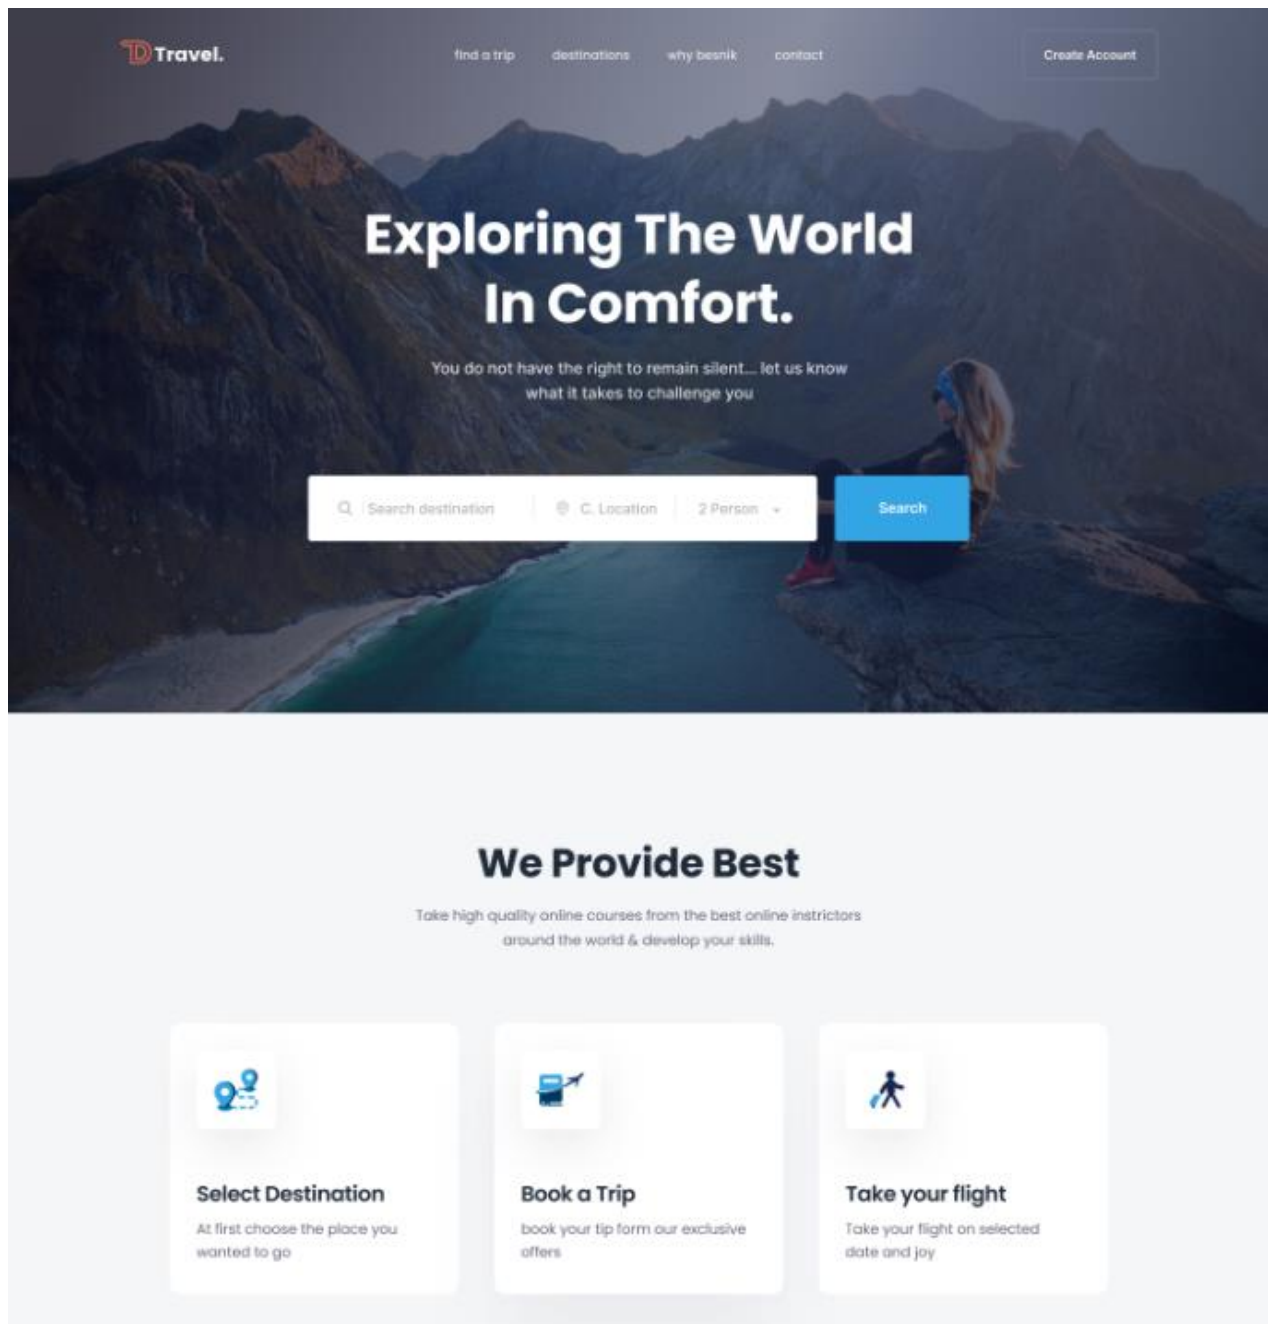 D Travel.
find a trip
destinations
why besnik
contact
Create Account
Exploring The World
In Comfort.
You do not have the right to remain silent... let us know
what it takes to challenge you
Search destination
C. Location
2 Person
Search
We Provide Best
Take high quality online courses from the best online instrictors
around the world & develop your skills.
Select Destination
At first choose the place you
wanted to go
Book a Trip
book your tip form our exclusive
offers
Take your flight
Take your flight on selected
date and joy